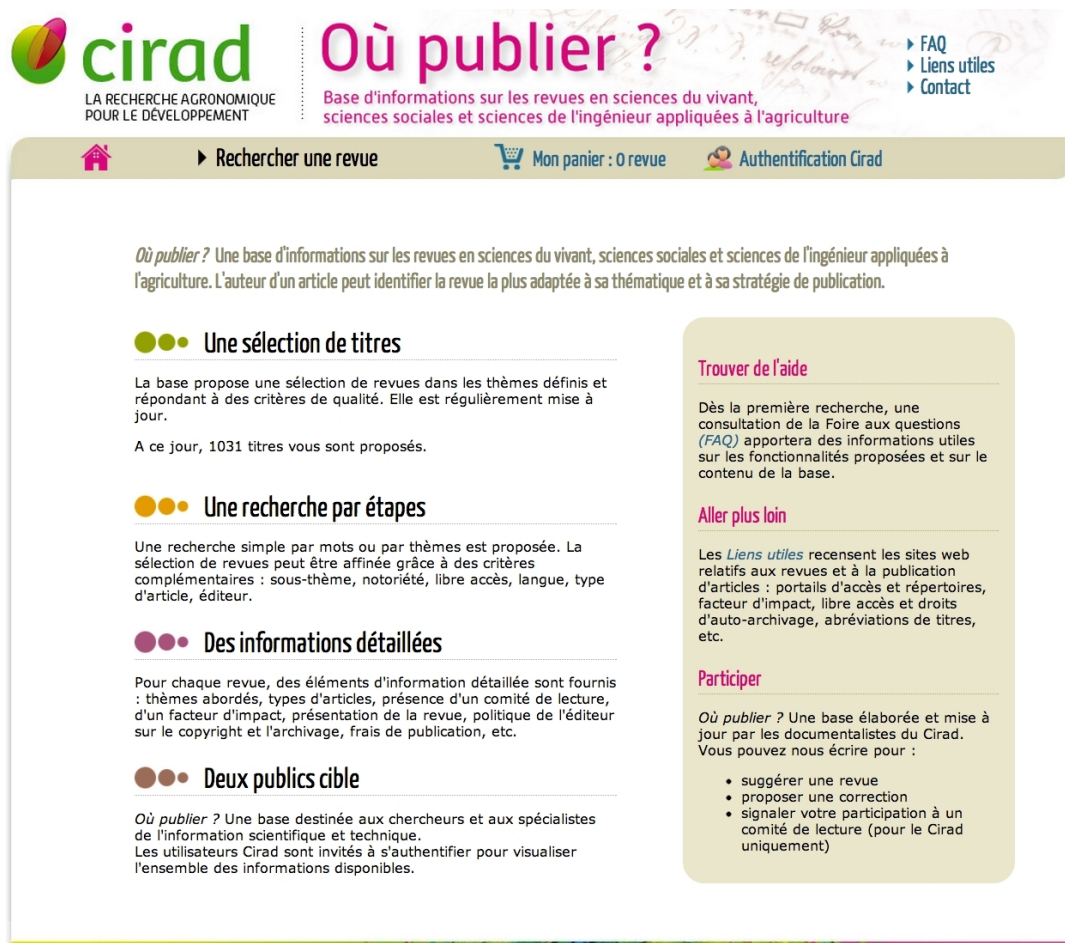 cirad
LA RECHERCHE AGRONOMIQUE
POUR LE DÉVELOPPEMENT
Où publier ?
Base d'informations sur les revues en sciences du vivant,
sciences sociales et sciences de l'ingénieur appliquées à l'agriculture
FAQ
Liens utiles
Contact
Rechercher une revue
Mon panier : 0 revue
Authentification Cirad
Où publier ? Une base d'informations sur les revues en sciences du vivant, sciences sociales et sciences de l'ingénieur appliquées à
l'agriculture. L'auteur d'un article peut identifier la revue la plus adaptée à sa thématique et à sa stratégie de publication.
Une sélection de titres
La base propose une sélection de revues dans les thèmes définis et
répondant à des critères de qualité. Elle est régulièrement mise à
jour.
A ce jour, 1031 titres vous sont proposés.
Une recherche par étapes
Une recherche simple par mots ou par thèmes est proposée. La
sélection de revues peut être affinée grâce à des critères
complémentaires : sous-thème, notoriété, libre accès, langue, type
d'article, éditeur.
Des informations détaillées
Pour chaque revue, des éléments d'information détaillée sont fournis
: thèmes abordés, types d'articles, présence d'un comité de lecture,
d'un facteur d'impact, présentation de la revue, politique de l'éditeur
sur le copyright et l'archivage, frais de publication, etc.
Deux publics cible
Où publier ? Une base destinée aux chercheurs et aux spécialistes
de l'information scientifique et technique.
Les utilisateurs Cirad sont invités à s'authentifier pour visualiser
l'ensemble des informations disponibles.
Trouver de l'aide
Dès la première recherche, une
consultation de la Foire aux questions
(FAQ) apportera des informations utiles
sur les fonctionnalités proposées et sur le
contenu de la base.
Aller plus loin
Les Liens utiles recensent les sites web
relatifs aux revues et à la publication
d'articles : portails d'accès et répertoires,
facteur d'impact, libre accès et droits
d'auto-archivage, abréviations de titres,
etc.
Participer
Où publier ? Une base élaborée et mise à
jour par les documentalistes du Cirad.
Vous pouvez nous écrire pour :
suggérer une revue
proposer une correction
signaler votre participation à un
comité de lecture (pour le Cirad
uniquement)